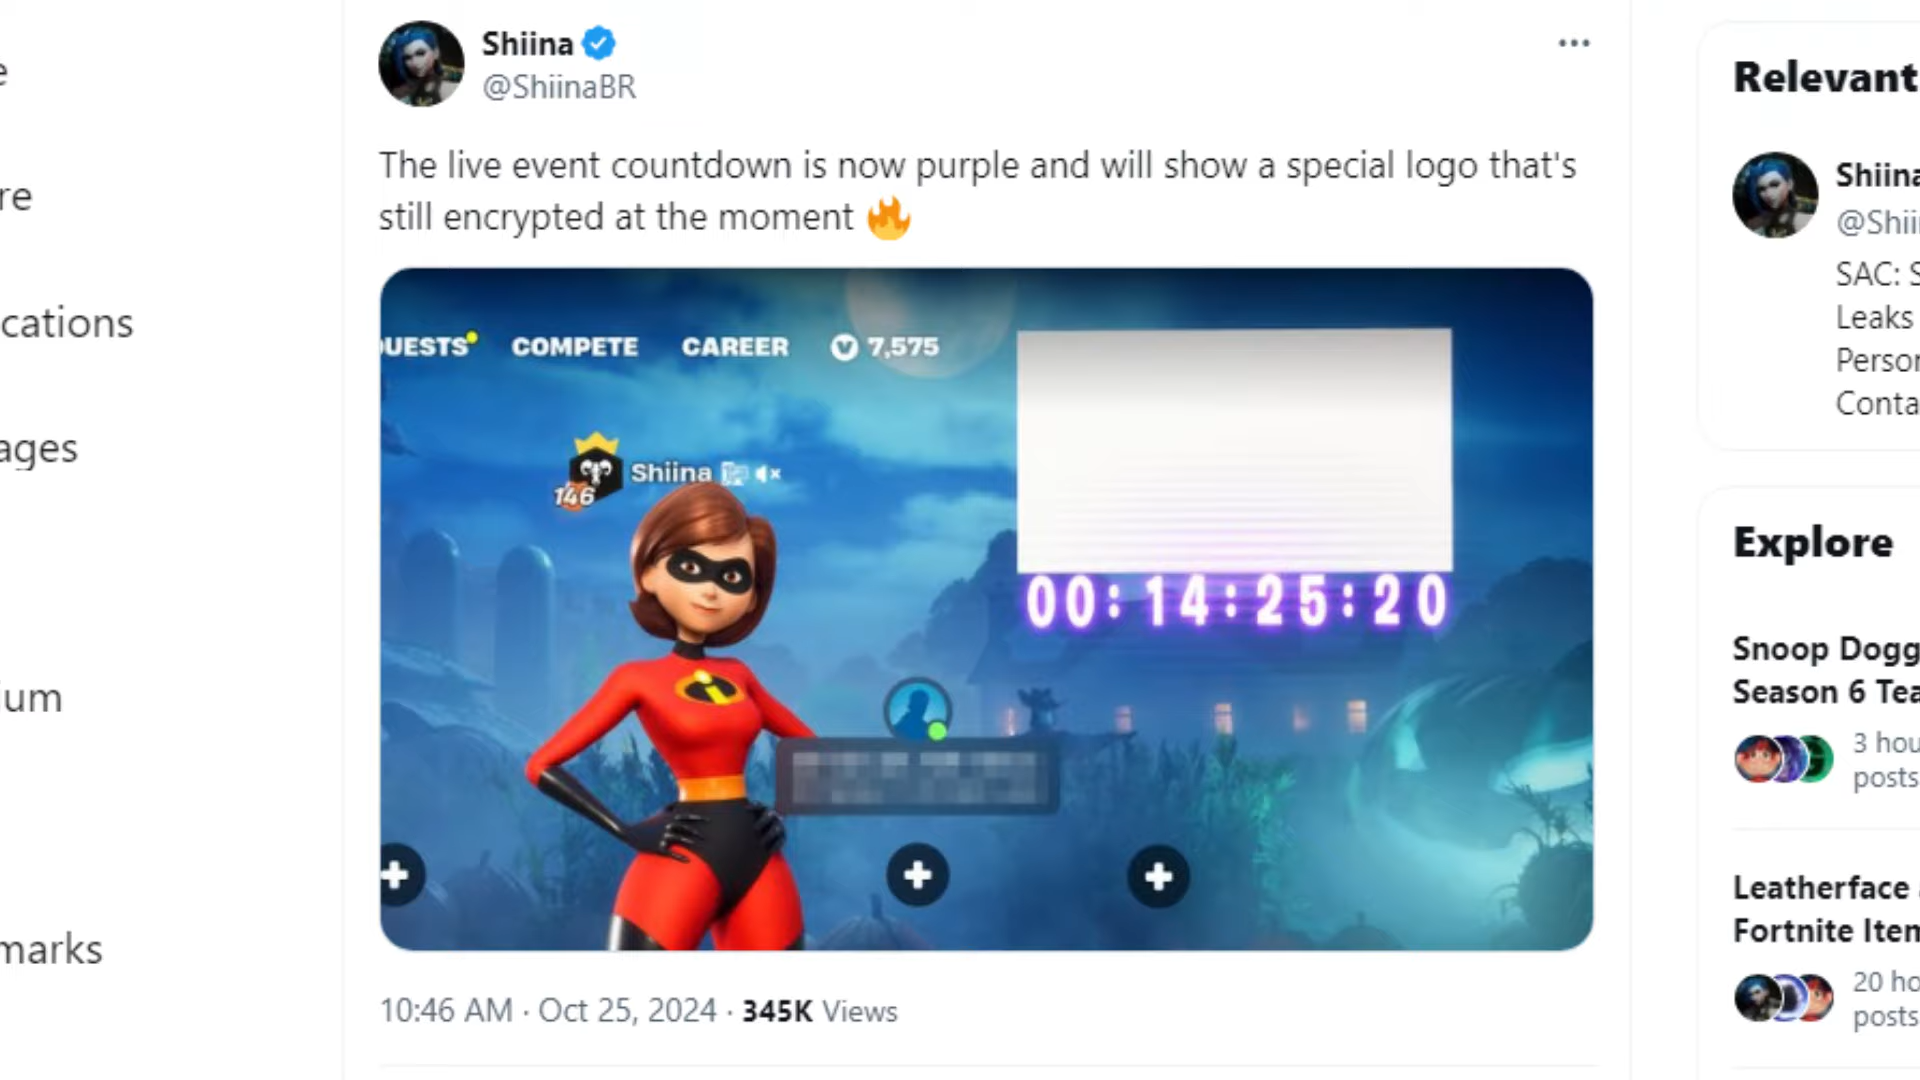 e
re
cations
ages
ium
marks
Shiina
@ShiinaBR
The live event countdown is now purple and will show a special logo that's
still encrypted at the moment 🔥
UESTS COMPETE CAREER 7,575
146 Shiina
00:14:25:20
10:46 AM · Oct 25, 2024 · 345K Views
Relevant
Shiina
@Shii
SAC: S
Leaks
Person
Conta
Explore
Snoop Dogg
Season 6 Tea
3 hou
posts
Leatherface
Fortnite Item
20 ho
posts